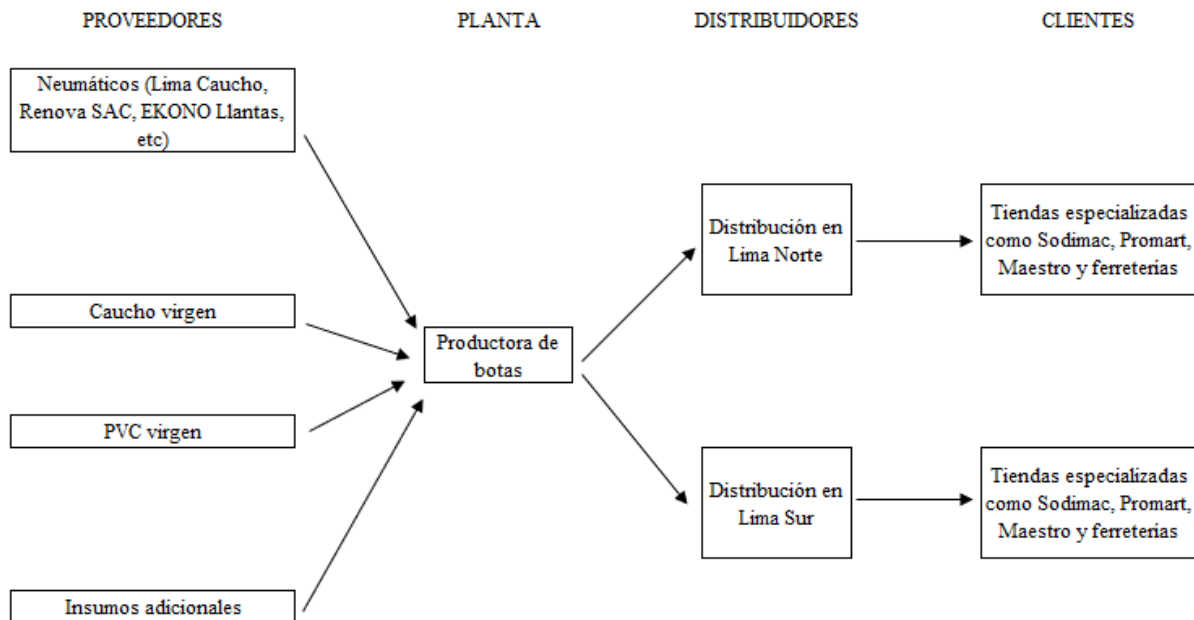 PROVEEDORES
PLANTA
DISTRIBUIDORES
CLIENTES
Neumáticos (Lima Caucho,
Renova SAC, EKONO Llantas,
etc)
Caucho virgen
PVC virgen
Insumos adicionales
Productora de
botas
Distribución en
Lima Norte
Distribución en
Lima Sur
Tiendas especializadas
como Sodimac, Promart,
Maestro y ferreterías
Tiendas especializadas
como Sodimac, Promart,
Maestro y ferreterías